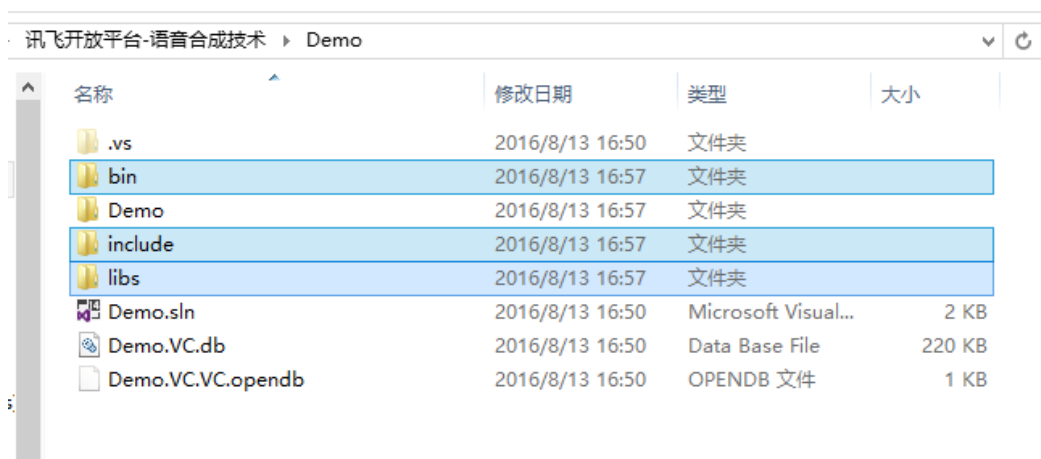 讯飞开放平台-语音合成技术 Demo
名称 修改日期 类型 大小
.vs 2016/8/13 16:50 文件夹
bin 2016/8/13 16:57 文件夹
Demo 2016/8/13 16:57 文件夹
include 2016/8/13 16:57 文件夹
libs 2016/8/13 16:57 文件夹
Demo.sln 2016/8/13 16:50 Microsoft Visual... 2 KB
Demo.VC.db 2016/8/13 16:50 Data Base File 220 KB
Demo.VC.VC.opendb 2016/8/13 16:50 OPENDB 文件 1 KB